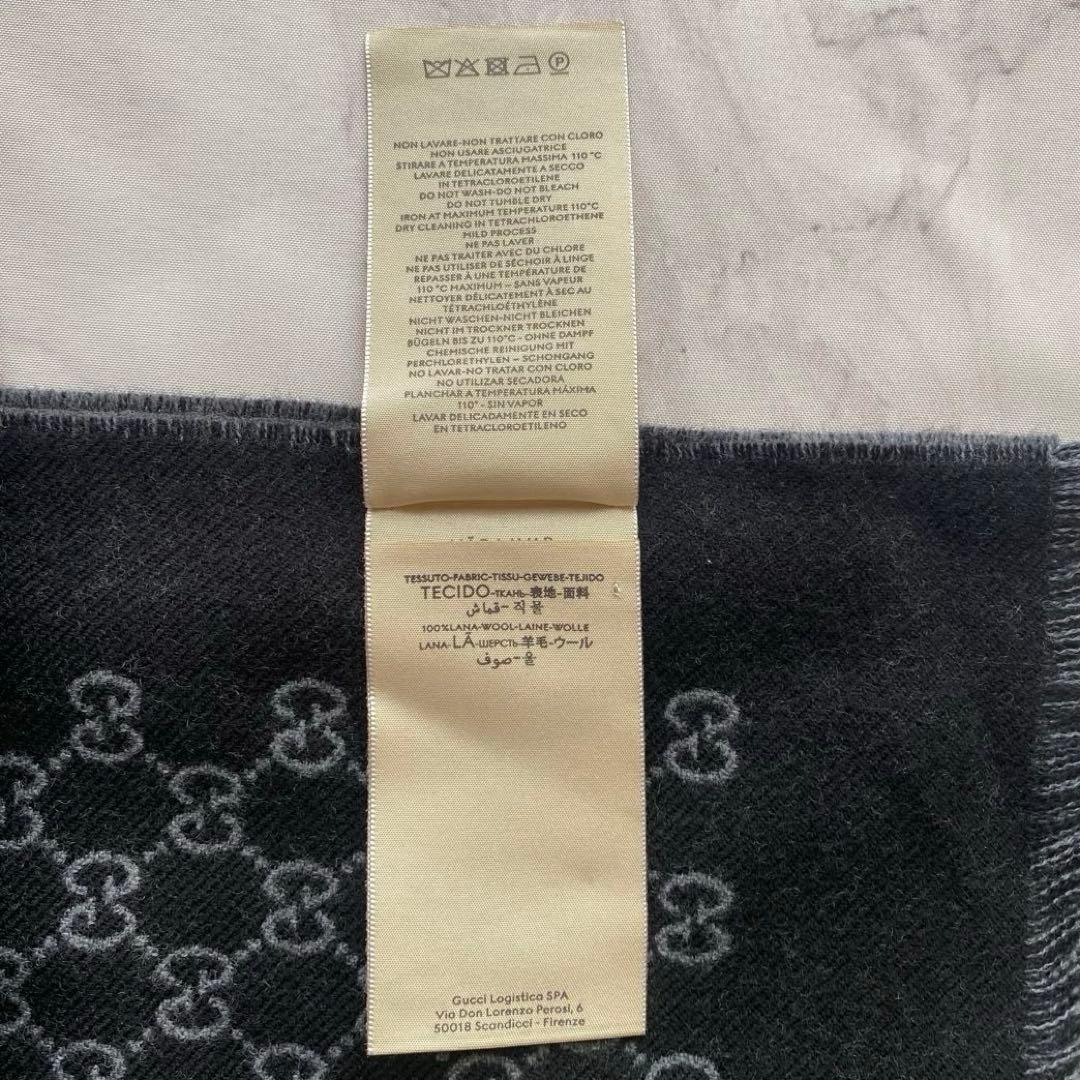 NON LAVARE-NON TRATTARE CON CLORO
NON USARE ASCIUGATRICE
STIRARE A TEMPERATURA MASSIMA 110 °C
LAVARE DELICATAMENTE A SECCO
IN TETRACLOROETILENE
DO NOT WASH-DO NOT BLEACH
DO NOT TUMBLE DRY
IRON AT MAXIMUM TEMPERATURE 110°C
DRY CLEANING IN TETRACHLOROETHENE
MILD PROCESS
NE PAS LAVER
NE PAS TRAITER AVEC DU CHLORE
NE PAS UTILISER DE SÉCHOIR À LINGE
REPASSER À UNE TEMPÉRATURE DE
110 °C MAXIMUM – SANS VAPEUR
NETTOYER DÉLICATEMENT À SEC AU
TÉTRACHLOÉTHYLÈNE
NICHT WASCHEN-NICHT BLEICHEN
NICHT IM TROCKNER TROCKNEN
BÜGELN BIS ZU 110°C - OHNE DAMPF
CHEMISCHE REINIGUNG MIT
PERCHLORETHYLEN – SCHONGANG
NO LAVAR-NO TRATAR CON CLORO
NO UTILIZAR SECADORA
PLANCHAR A TEMPERATURA MÁXIMA
110° - SIN VAPOR
LAVAR DELICADAMENTE EN SECO
EN TETRACLOROETILENO
TESSUTO-FABRIC-TISSU-GEWEBE-TEJIDO
TECIDO-ТКАНЬ-表地-面料
قماش-직물
100%LANA-WOOL-LAINE-WOLLE
LANA-LÃ-ШЕРСТЬ-羊毛-ウール
صوف-울
Gucci Logistica SPA
Via Don Lorenzo Perosi, 6
50018 Scandicci - Firenze